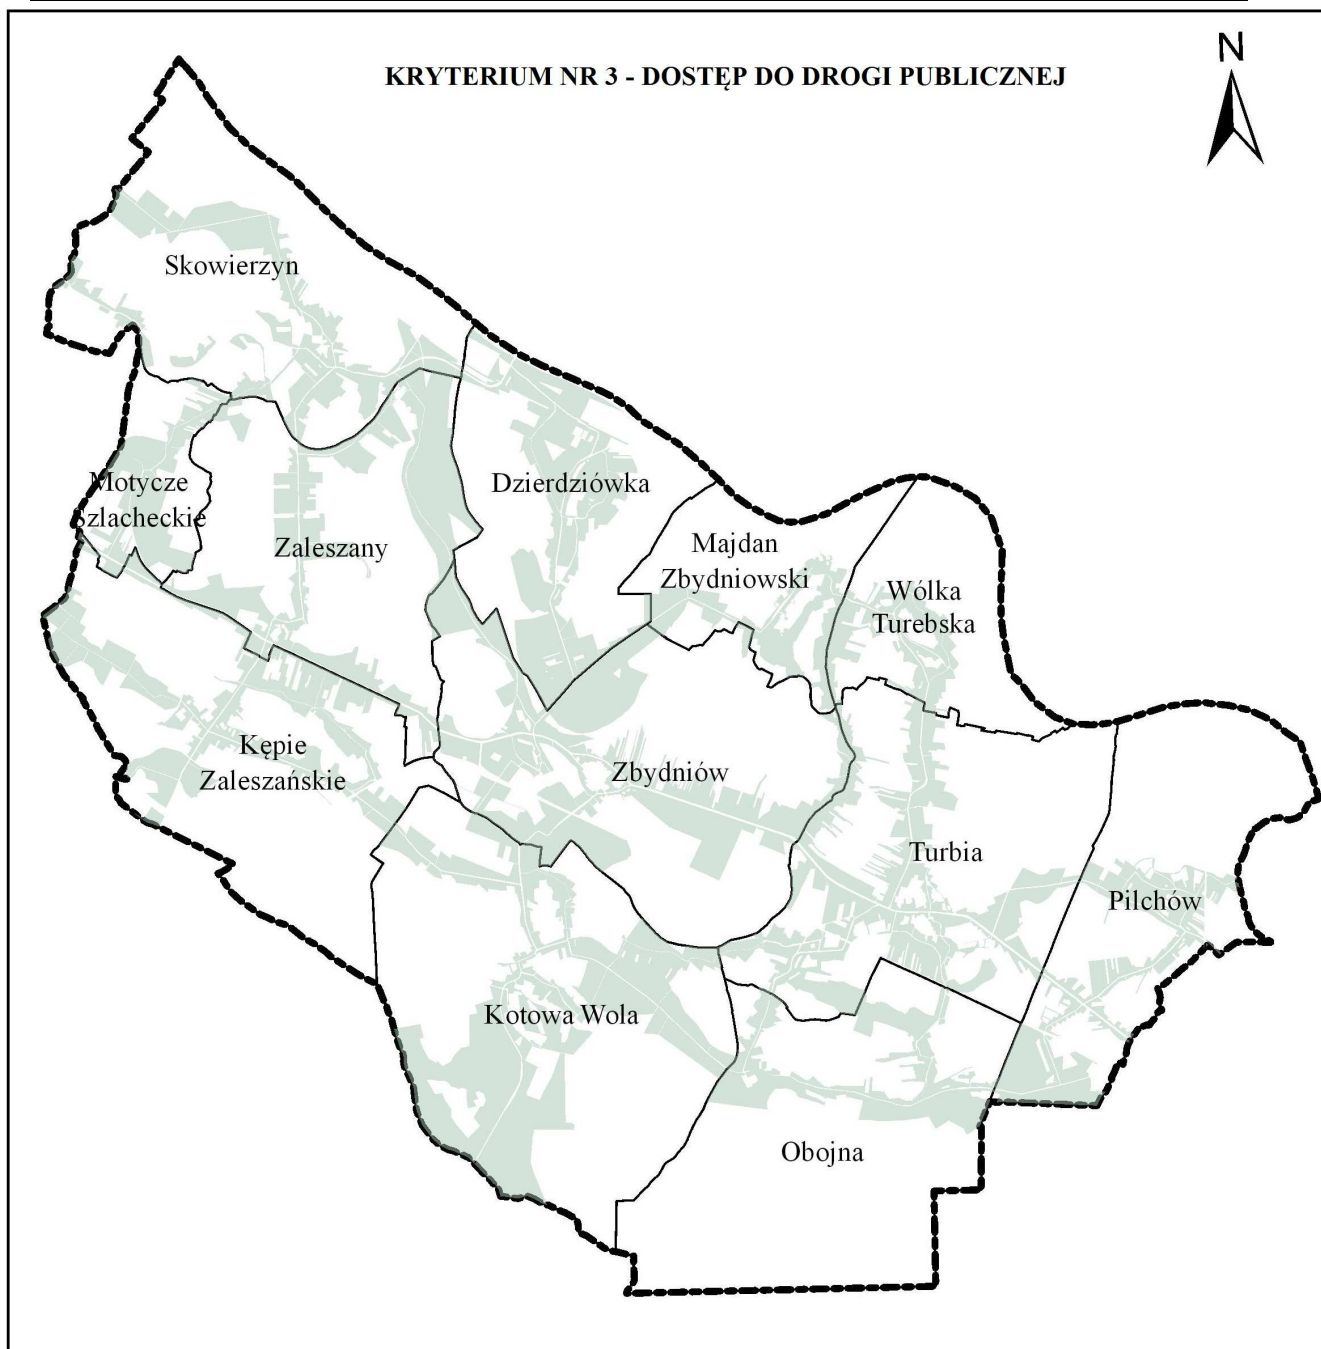 KRYTERIUM NR 3 - DOSTĘP DO DROGI PUBLICZNEJ
N
Skowierzyn
Motycze
Szlacheckie
Zaleszany
Dzierdziówka
Majdan
Zbydniowski
Wólka
Turebska
Kępie
Zaleszańskie
Zbydniów
Turbia
Pilchów
Kotowa Wola
Obojna